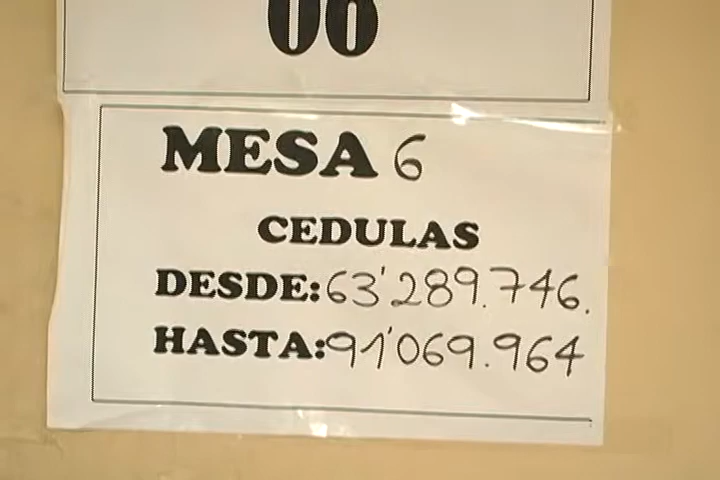 06
MESA 6
CEDULAS
DESDE: 63'289.746.
HASTA: 91'069.964